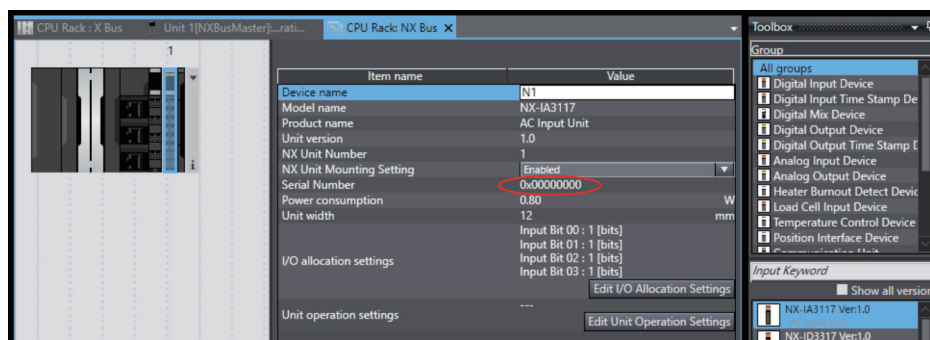 CPU Rack : X Bus
Unit 1[NXBusMaster]:...rati...
CPU Rack: NX Bus
1
i
Item name Value
Device name N1
Model name NX-IA3117
Product name AC Input Unit
Unit version 1.0
NX Unit Number 1
NX Unit Mounting Setting Enabled
Serial Number 0x00000000
Power consumption 0.80 W
Unit width 12 mm
I/O allocation settings
Input Bit 00 : 1 [bits]
Input Bit 01 : 1 [bits]
Input Bit 02 : 1 [bits]
Input Bit 03 : 1 [bits]
Edit I/O Allocation Settings
Unit operation settings
---
Edit Unit Operation Settings
Toolbox
Group
All groups
Digital Input Device
Digital Input Time Stamp De
Digital Mix Device
Digital Output Device
Digital Output Time Stamp D
Analog Input Device
Analog Output Device
Heater Burnout Detect Devic
Load Cell Input Device
Temperature Control Device
Position Interface Device
Communication Unit
Input Keyword
Show all version
NX-IA3117 Ver:1.0
AC Input Unit
NX-ID3317 Ver:1.0